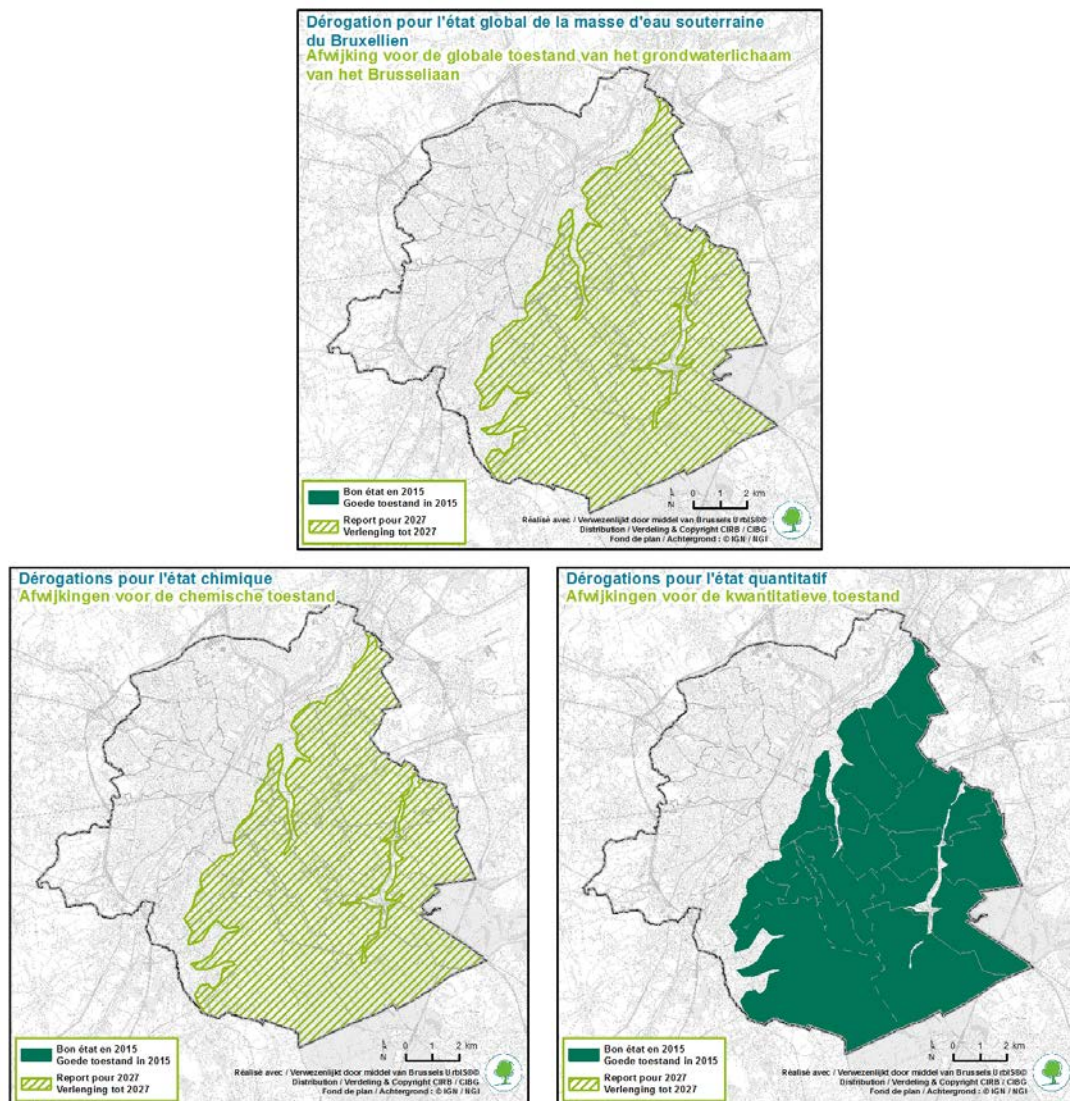 Dérogation pour l'état global de la masse d'eau souterraine
du Bruxellien
Afwijking voor de globale toestand van het grondwaterlichaam
van het Brusseliaan
Bon état en 2015
Goede toestand in 2015
Report pour 2027
Verlenging tot 2027
N
0 1 2 km
Réalisé avec / Verwezenlijkt door middel van Brussels UrbIS®©
Distribution / Verdeling & Copyright CIRB / CIBG
Fond de plan / Achtergrond : © IGN / NGI
Dérogations pour l'état chimique
Afwijkingen voor de chemische toestand
Bon état en 2015
Goede toestand in 2015
Report pour 2027
Verlenging tot 2027
N
0 1 2 km
Réalisé avec / Verwezenlijkt door middel van Brussels UrbIS®©
Distribution / Verdeling & Copyright CIRB / CIBG
Fond de plan / Achtergrond : © IGN / NGI
Dérogations pour l'état quantitatif
Afwijkingen voor de kwantitatieve toestand
Bon état en 2015
Goede toestand in 2015
Report pour 2027
Verlenging tot 2027
N
0 1 2 km
Réalisé avec / Verwezenlijkt door middel van Brussels UrbIS®©
Distribution / Verdeling & Copyright CIRB / CIBG
Fond de plan / Achtergrond : © IGN / NGI